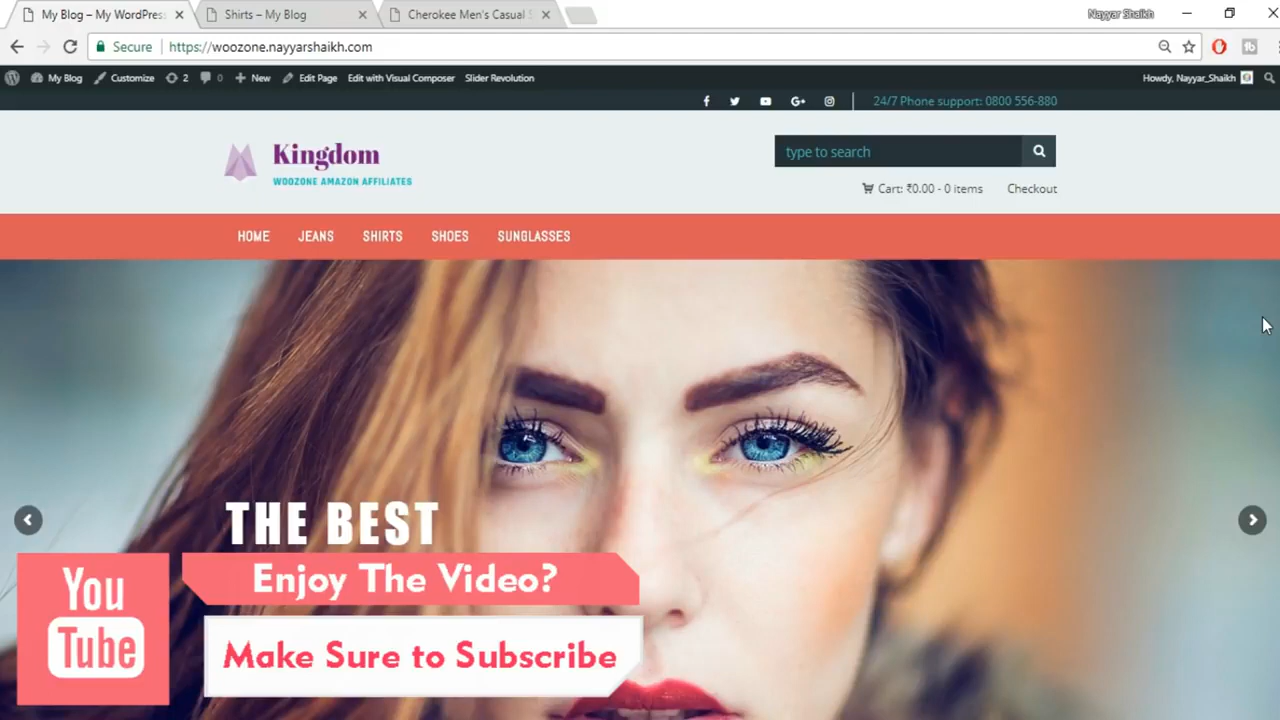 My Blog – My WordPress
Shirts – My Blog
Cherokee Men's Casual S
Nayyar Shaikh
Secure
https://woozone.nayyarshaikh.com
My Blog
Customize
2
0
New
Edit Page
Edit with Visual Composer
Slider Revolution
Howdy, Nayyar_Shaikh
24/7 Phone support: 0800 556-880
Kingdom
WOOZONE AMAZON AFFILIATES
type to search
Cart: ₹0.00 - 0 items
Checkout
HOME
JEANS
SHIRTS
SHOES
SUNGLASSES
THE BEST
You
Tube
Enjoy The Video?
Make Sure to Subscribe